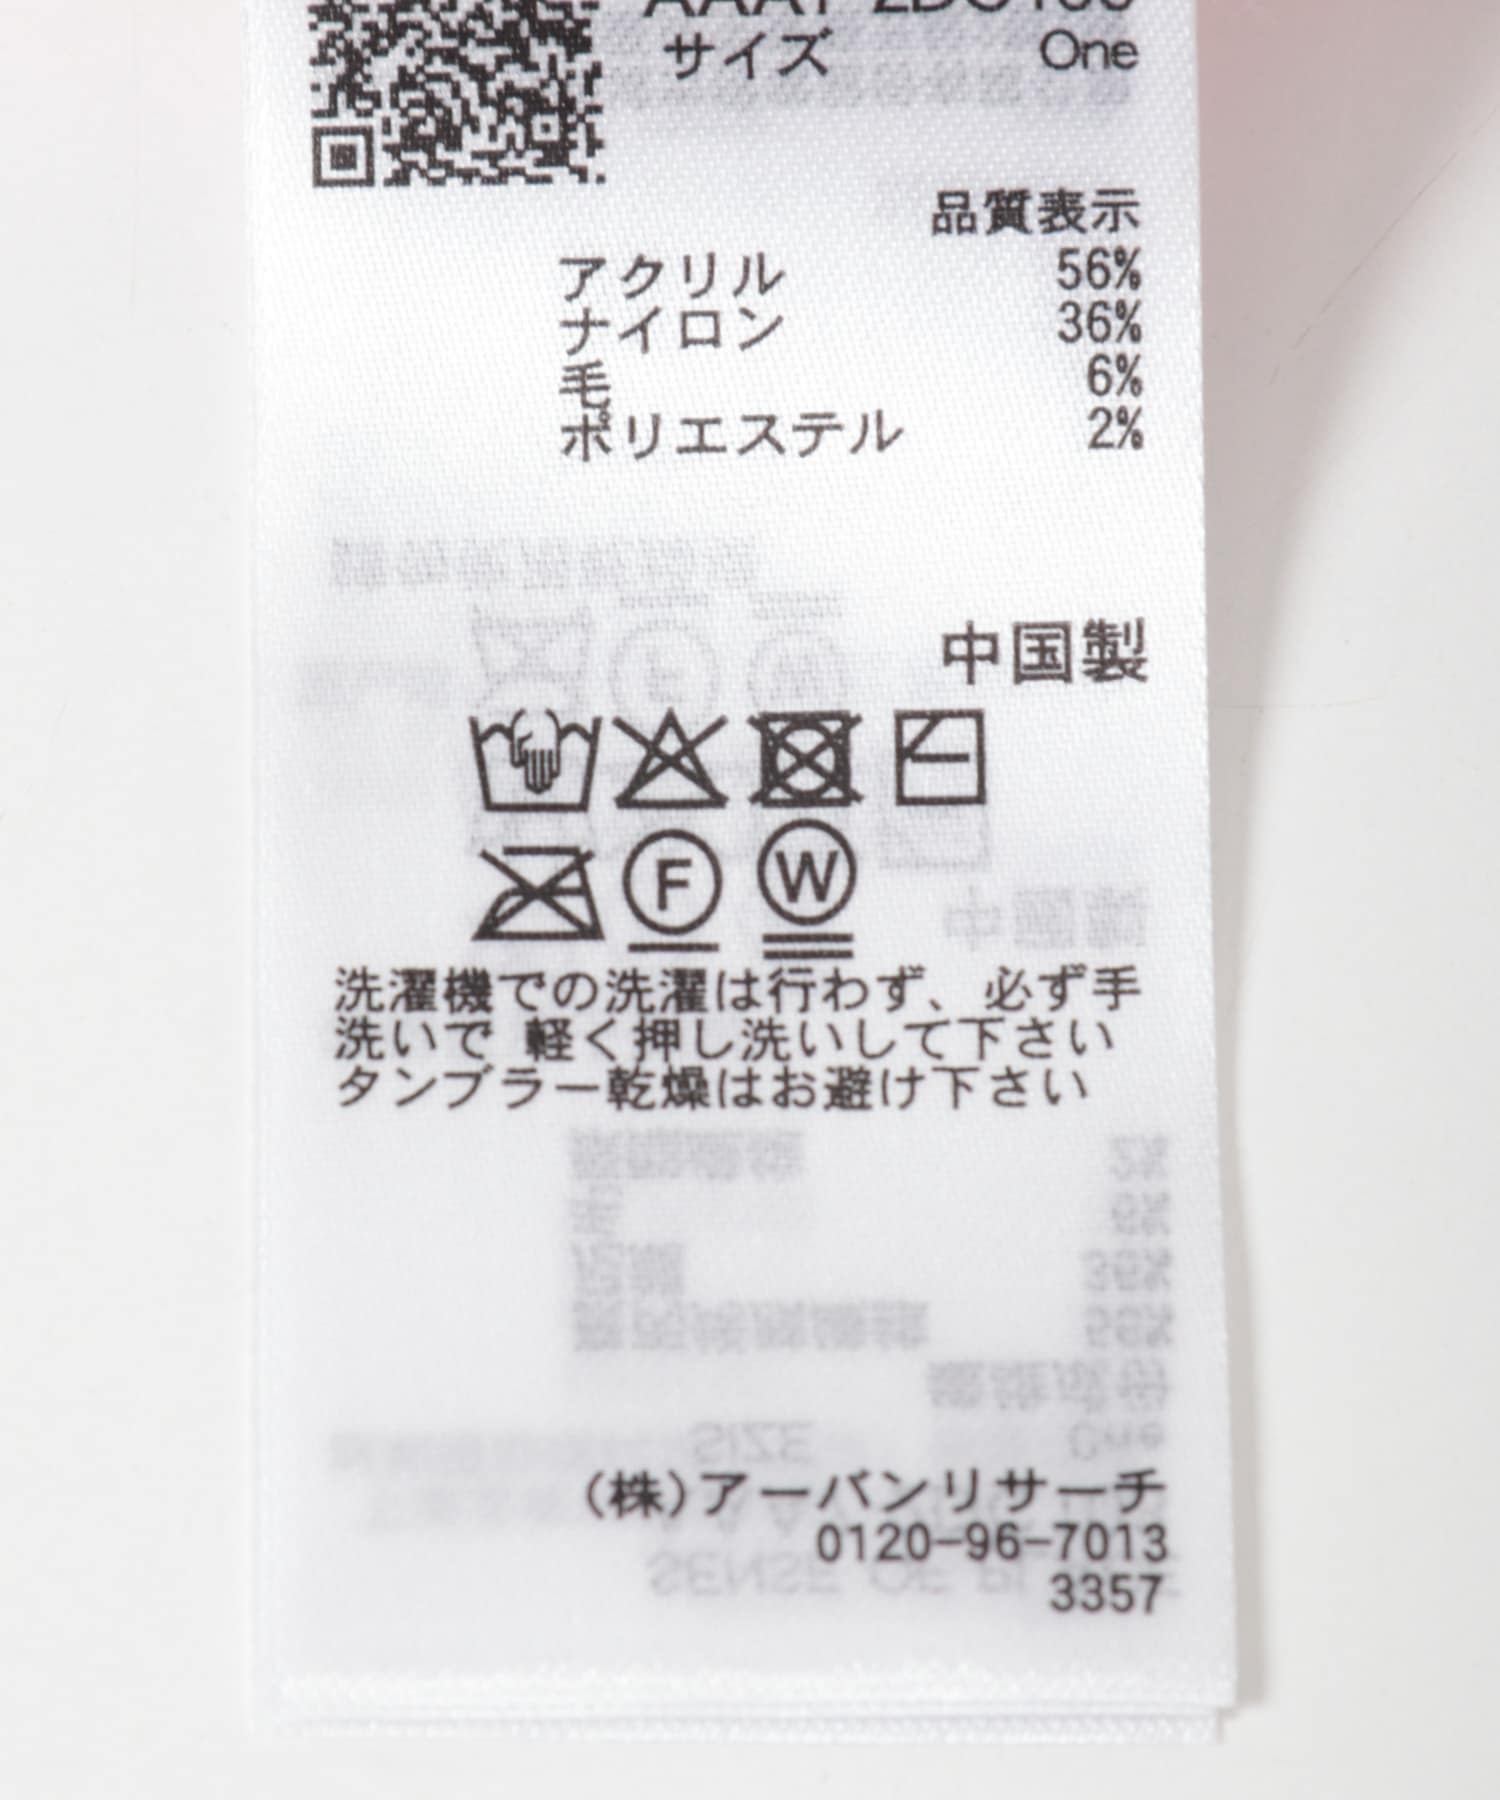 サイズ One
品質表示
アクリル 56%
ナイロン 36%
毛 6%
ポリエステル 2%
中国製
F W
洗濯機での洗濯は行わず、必ず手
洗いで 軽く押し洗いして下さい
タンブラー乾燥はお避け下さい
(株)アーバンリサーチ
0120-96-7013
3357